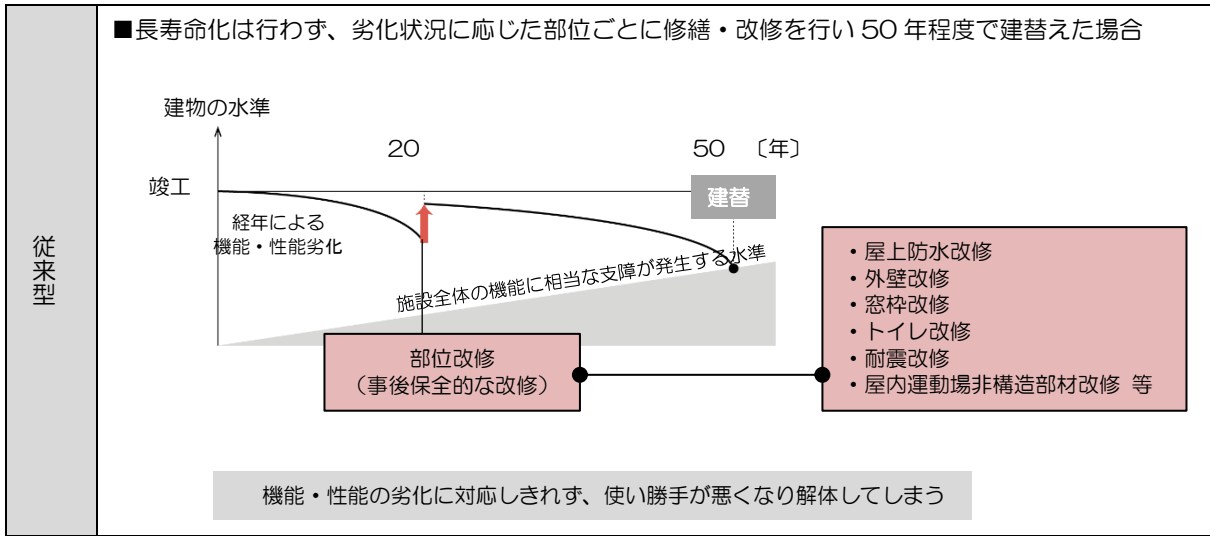 従来型
■長寿命化は行わず、劣化状況に応じた部位ごとに修繕・改修を行い 50 年程度で建替えた場合
建物の水準
20
50 〔年〕
竣工
建替
経年による
機能・性能劣化
施設全体の機能に相当な支障が発生する水準
部位改修
（事後保全的な改修）
・屋上防水改修
・外壁改修
・窓枠改修
・トイレ改修
・耐震改修
・屋内運動場非構造部材改修 等
機能・性能の劣化に対応しきれず、使い勝手が悪くなり解体してしまう